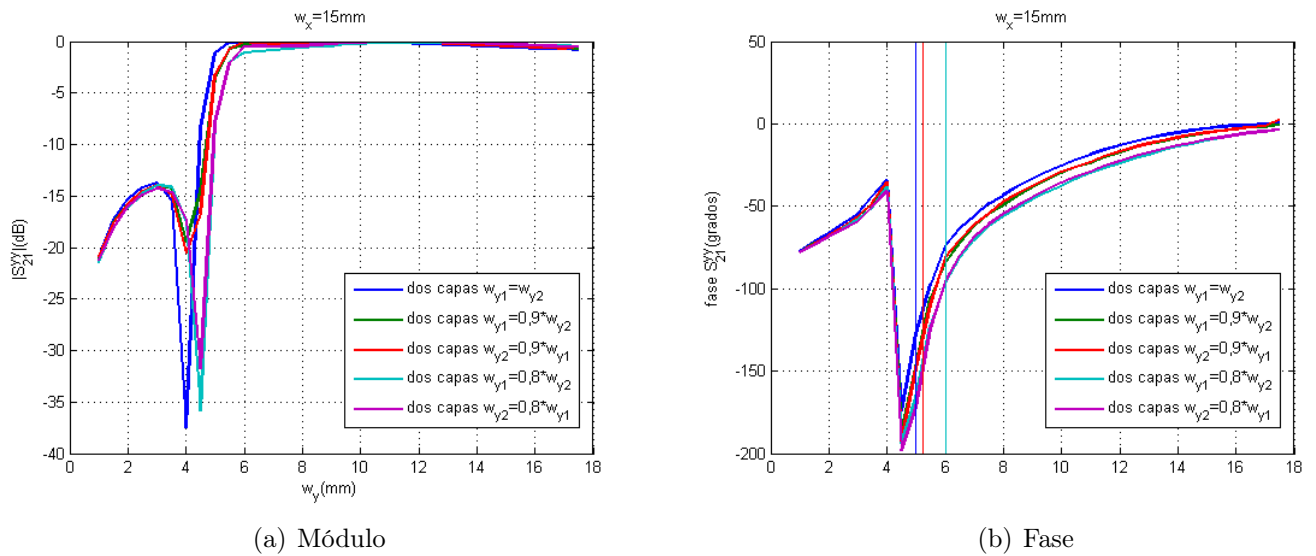 w_x=15mm
|S_21^yy|(dB)
0
-5
-10
-15
-20
-25
-30
-35
-40
0 2 4 6 8 10 12 14 16 18
w_y(mm)
dos capas w_y1=w_y2
dos capas w_y1=0,9*w_y2
dos capas w_y2=0,9*w_y1
dos capas w_y1=0,8*w_y2
dos capas w_y2=0,8*w_y1
(a) Módulo
w_x=15mm
fase S_21^yy(grados)
50
0
-50
-100
-150
-200
0 2 4 6 8 10 12 14 16 18
dos capas w_y1=w_y2
dos capas w_y1=0,9*w_y2
dos capas w_y2=0,9*w_y1
dos capas w_y1=0,8*w_y2
dos capas w_y2=0,8*w_y1
(b) Fase